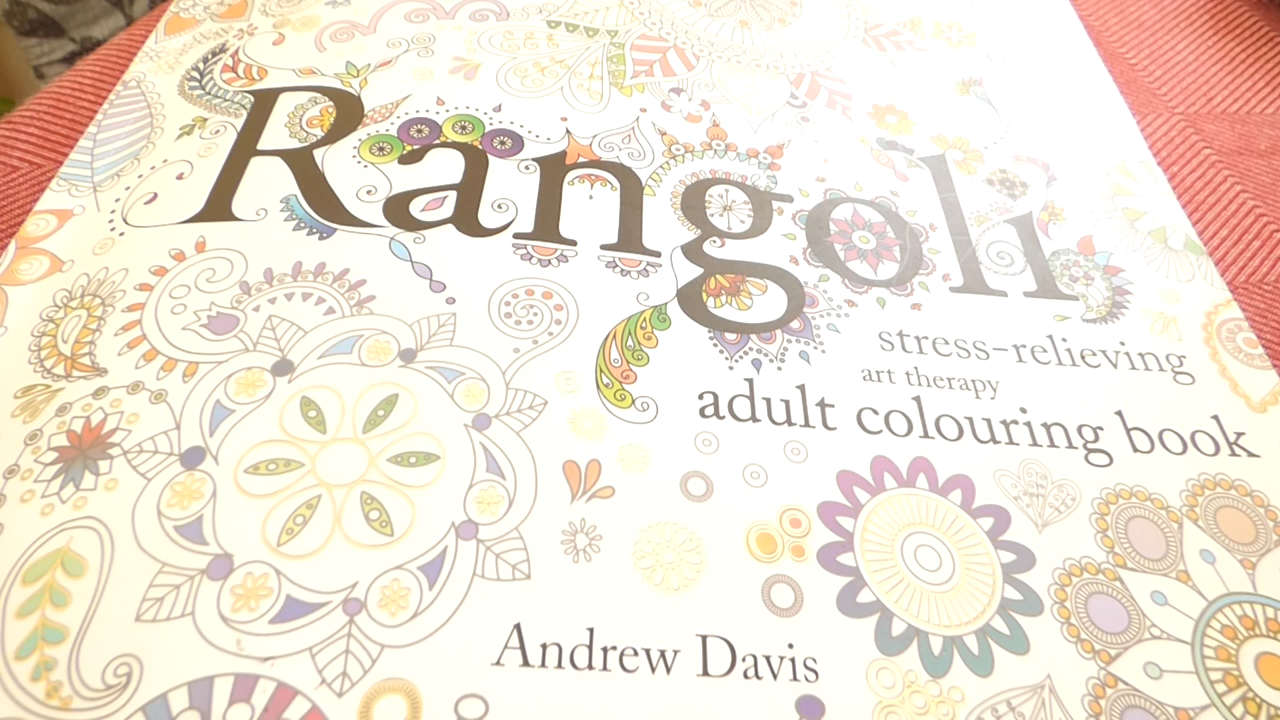 Rangoli
stress-relieving
art therapy
adult colouring book
Andrew Davis